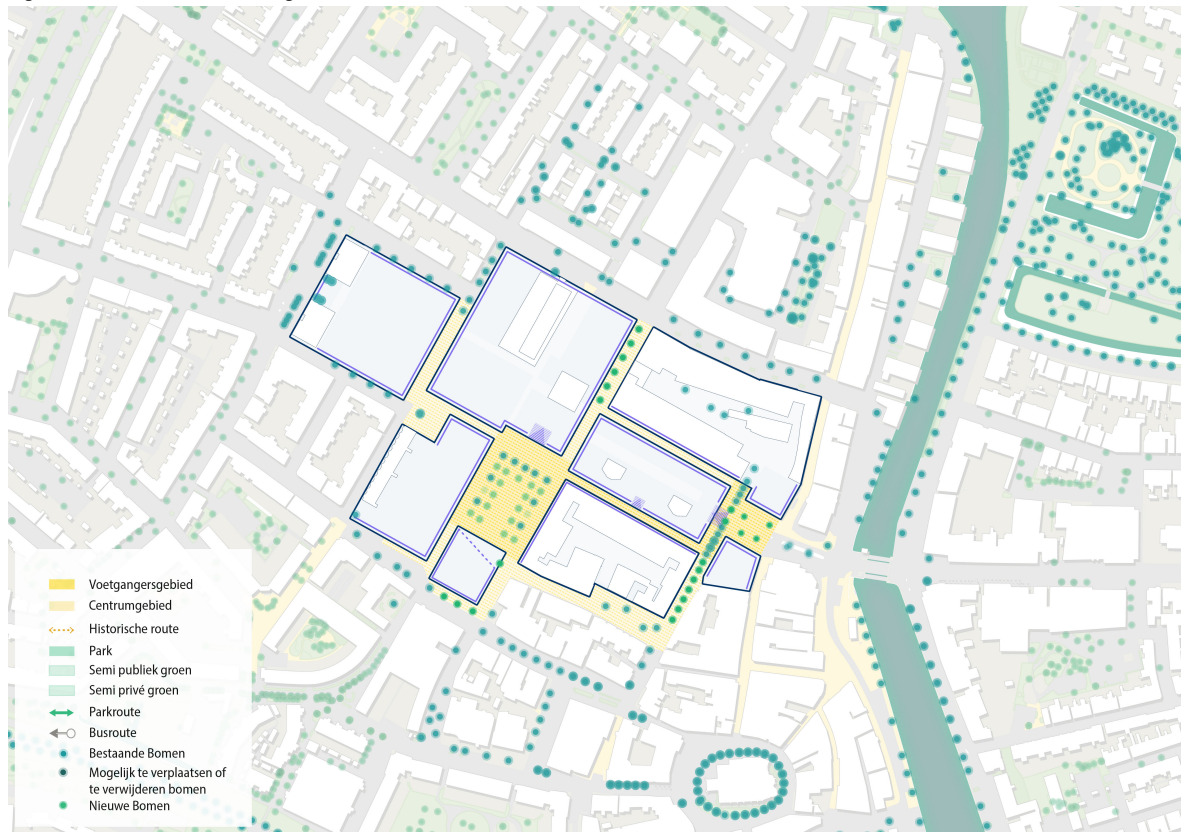 Voetgangersgebied
Centrumgebied
Historische route
Park
Semi publiek groen
Semi privé groen
Parkroute
Busroute
Bestaande Bomen
Mogelijk te verplaatsen of
te verwijderen bomen
Nieuwe Bomen